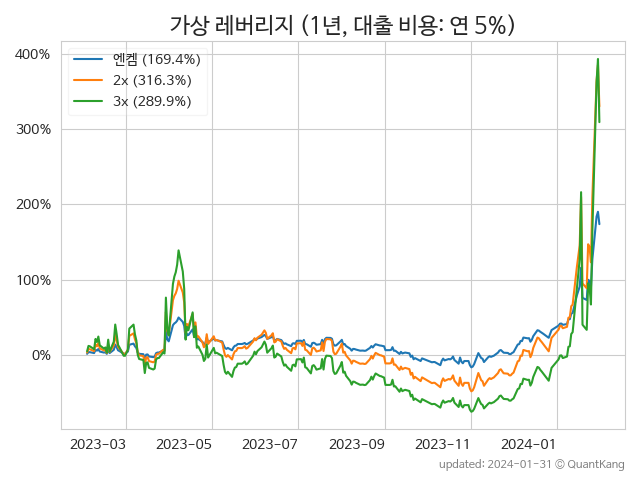 가상 레버리지 (1년, 대출 비용: 연 5%)
엔켐 (169.4%)
2x (316.3%)
3x (289.9%)
400%
300%
200%
100%
0%
2023-03 2023-05 2023-07 2023-09 2023-11 2024-01
updated: 2024-01-31 © QuantKang